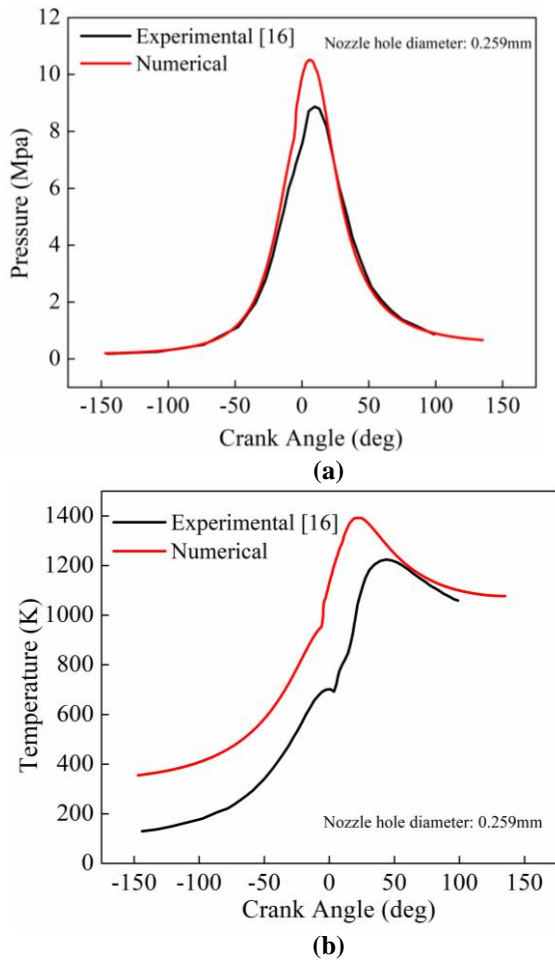 12
10
8
6
4
2
0
Pressure (Mpa)
Experimental [16]
Numerical
Nozzle hole diameter: 0.259mm
-150 -100 -50 0 50 100 150
Crank Angle (deg)
(a)
1400
1200
1000
800
600
400
200
0
Temperature (K)
Experimental [16]
Numerical
Nozzle hole diameter: 0.259mm
-150 -100 -50 0 50 100 150
Crank Angle (deg)
(b)